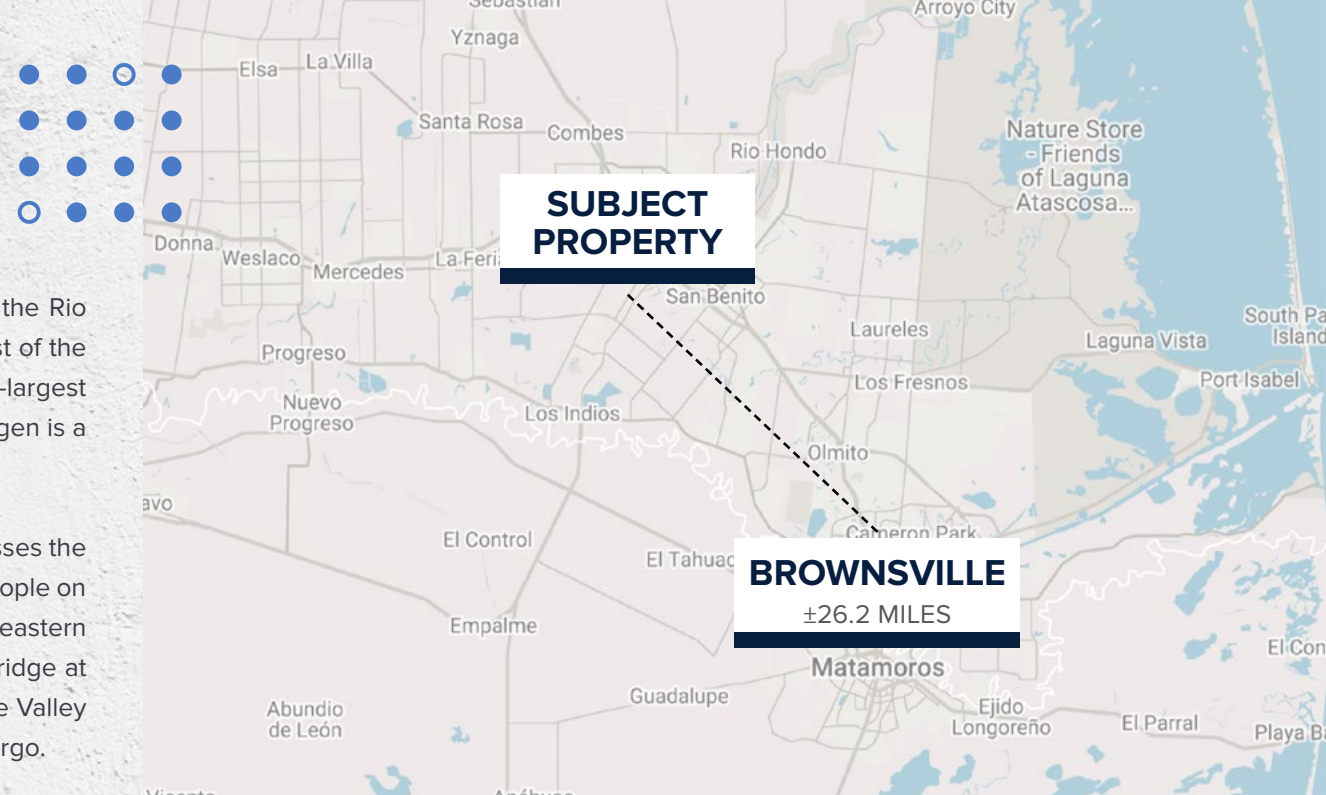 the Rio
st of the
-largest
gen is a
sses the
ople on
eastern
ridge at
e Valley
rgo.
Sebastian
Arroyo City
Yznaga
Elsa
La Villa
Santa Rosa
Combes
Rio Hondo
Nature Store
- Friends
of Laguna
Atascosa...
SUBJECT
PROPERTY
Donna
Weslaco
Mercedes
La Feri
San Benito
Laureles
Laguna Vista
South Pa
Island
Progreso
Los Fresnos
Port Isabel
Nuevo
Progreso
Los Indios
Olmito
avo
El Control
Cameron Park
El Tahuac
BROWNSVILLE
±26.2 MILES
Empalme
El Con
Matamoros
Guadalupe
Abundio
de León
Ejido
Longoreño
El Parral
Playa Ba
Vicente
Anáhuac